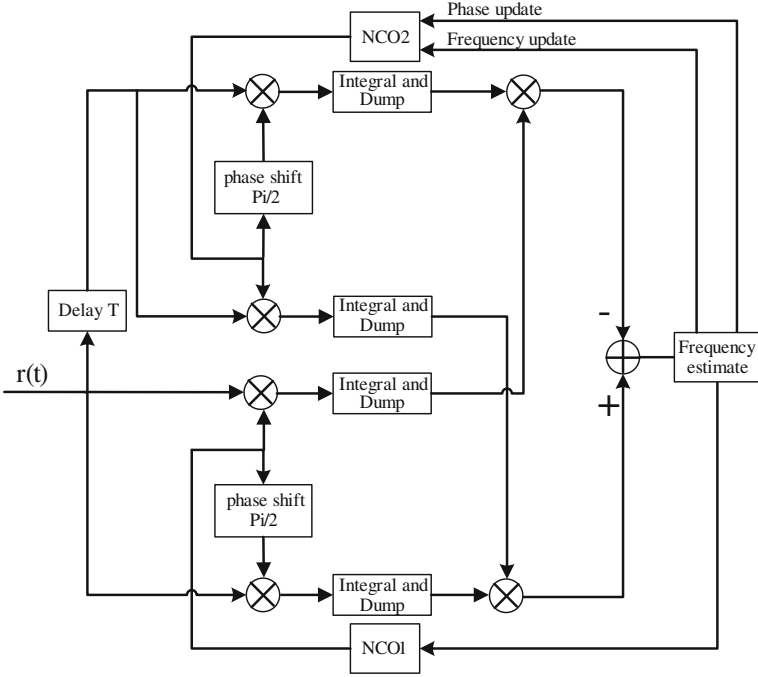 Phase update
NCO2
Frequency update
Integral and
Dump
phase shift
Pi/2
Delay T
Integral and
Dump
-
Frequency
estimate
r(t)
Integral and
Dump
+
phase shift
Pi/2
Integral and
Dump
NCO1